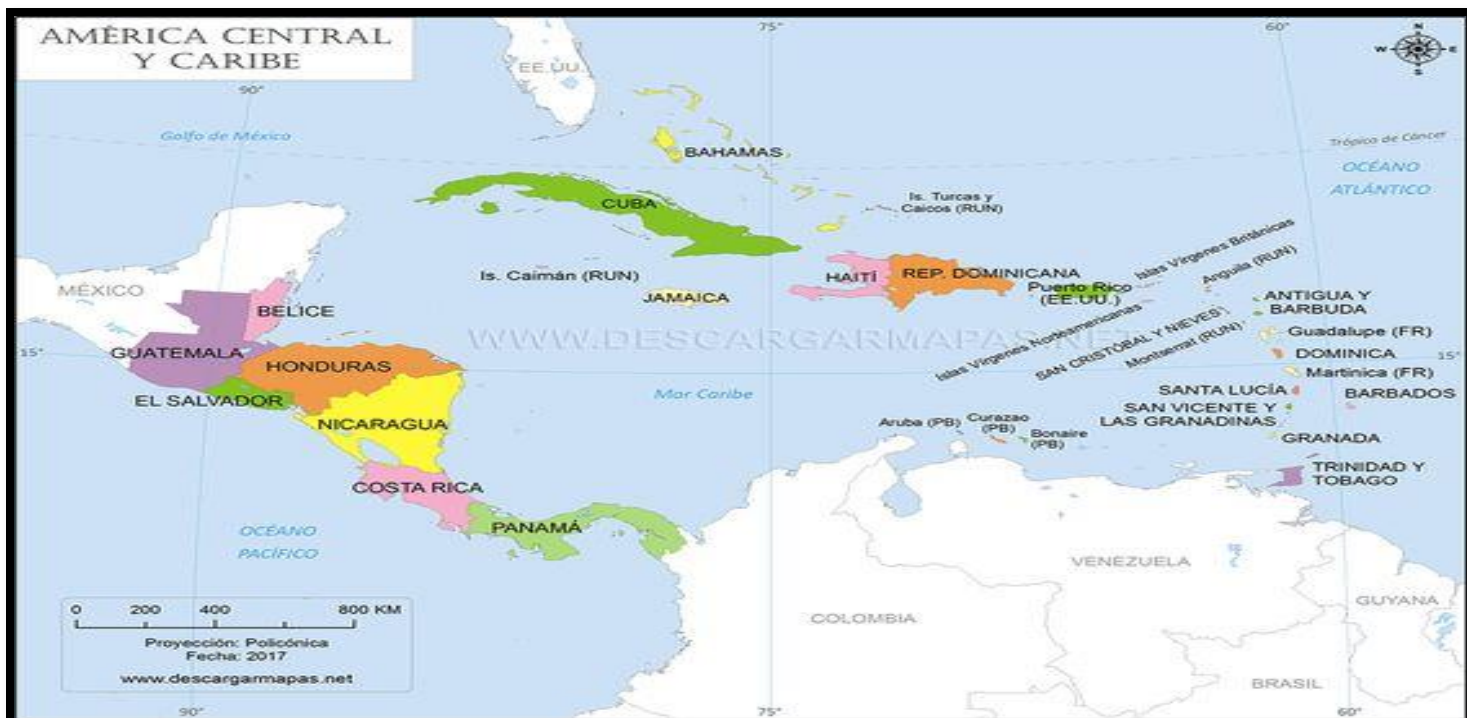 AMÉRICA CENTRAL
Y CARIBE
EE.UU.
75°
60°
N
W
E
S
90°
Golfo de México
Trópico de Cáncer
OCÉANO
ATLÁNTICO
BAHAMAS
CUBA
Is. Turcas y
Caicos (RUN)
Is. Caimán (RUN)
JAMAICA
HAITÍ
REP. DOMINICANA
Puerto Rico
(EE.UU.)
Islas Vírgenes Británicas
Anguila (RUN)
MÉXICO
BELICE
ANTIGUA Y
BARBUDA
WWW.DESCARGARMAPAS.NET
Islas Vírgenes Norteamericanas
SAN CRISTÓBAL Y NIEVES
Montserrat (RUN)
Guadalupe (FR)
15°
GUATEMALA
HONDURAS
DOMINICA
15°
Martinica (FR)
EL SALVADOR
Mar Caribe
SANTA LUCÍA
BARBADOS
NICARAGUA
SAN VICENTE Y
LAS GRANADINAS
Aruba (PB)
Curazao
(PB)
Bonaire
(PB)
GRANADA
COSTA RICA
TRINIDAD Y
TOBAGO
PANAMÁ
OCÉANO
PACÍFICO
VENEZUELA
GUYANA
COLOMBIA
BRASIL
0 200 400 800 KM
Proyección: Policónica
Fecha: 2017
www.descargarmapas.net
90°
75°
60°